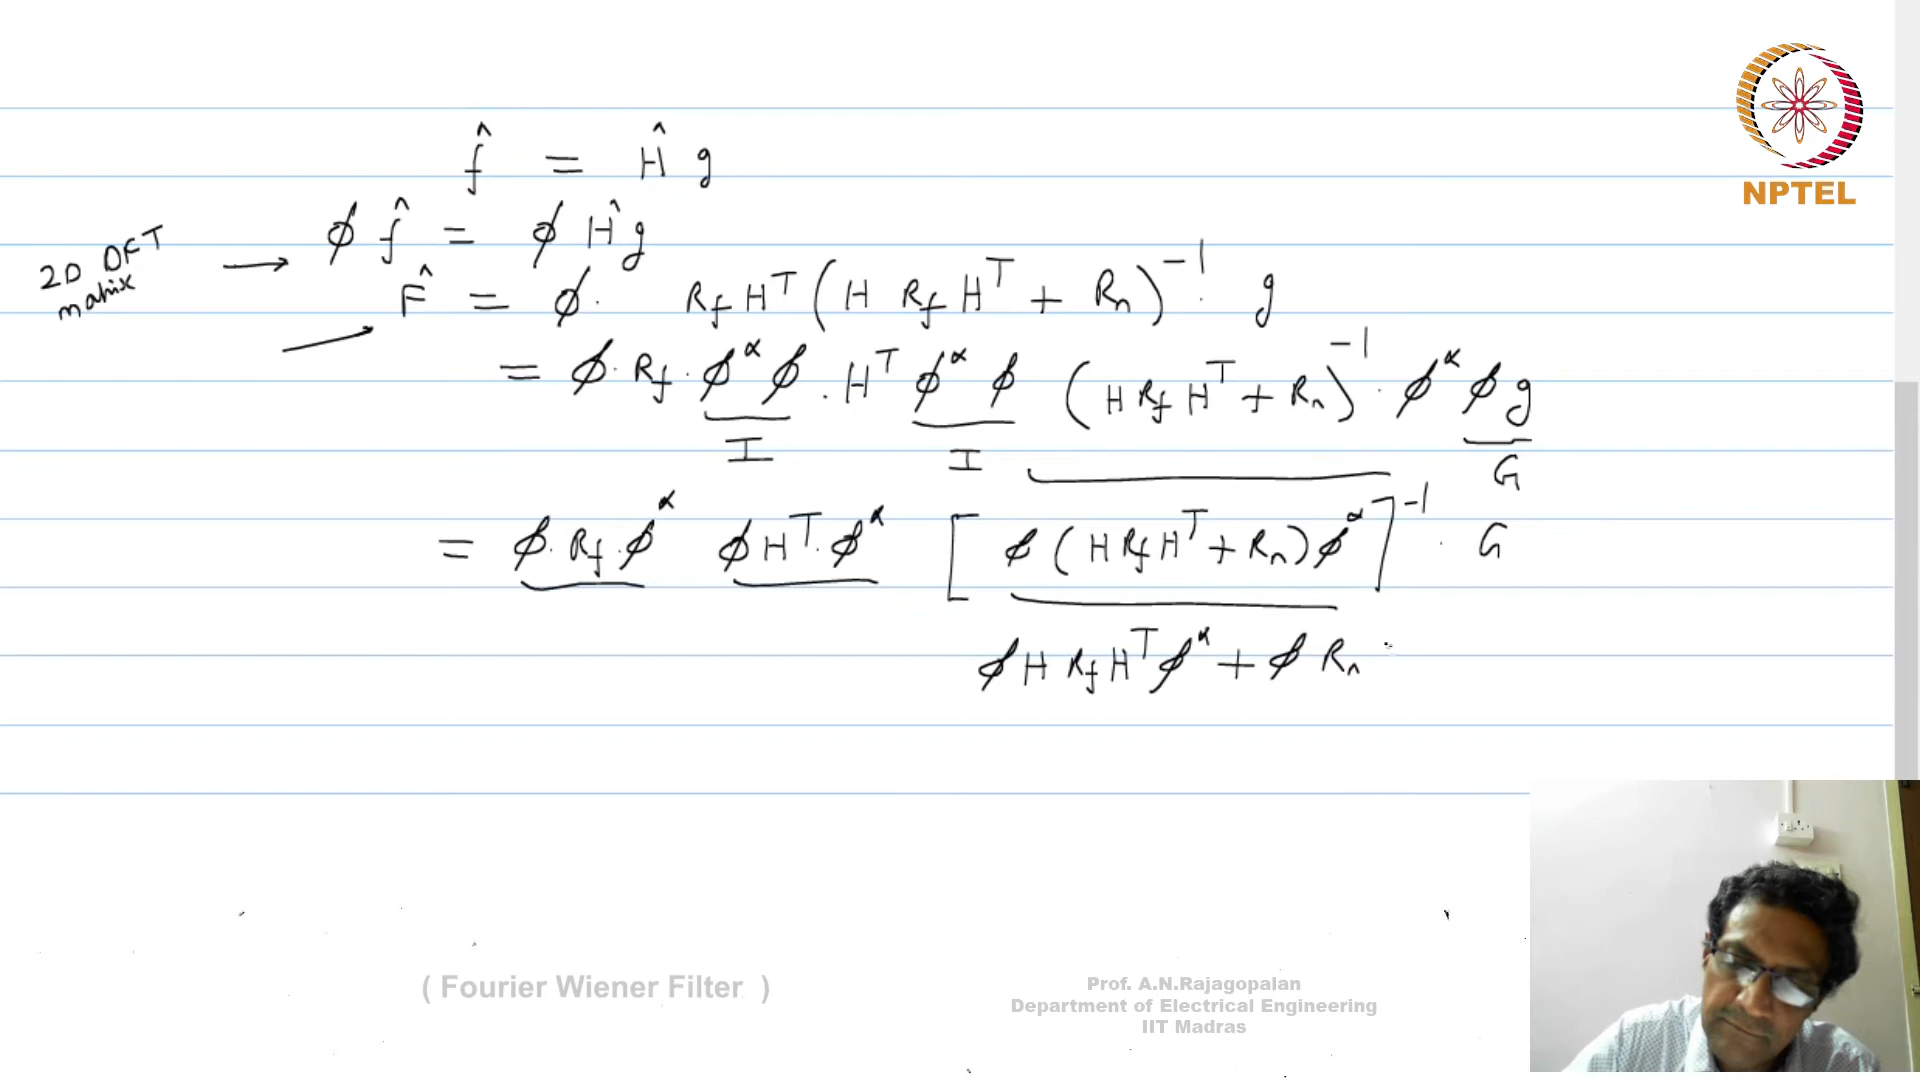 NPTEL
f̂ = Ĥ g
ϕ f̂ = ϕ Ĥ g
2D DFT
matrix
F̂ = ϕ · R_f H^T (H R_f H^T + R_n)^-1 · g
= ϕ · R_f · ϕ^* ϕ · H^T ϕ^* ϕ (H R_f H^T + R_n)^-1 · ϕ^* ϕ g
I I G
= ϕ · R_f · ϕ^* ϕ H^T · ϕ^* [ ϕ (H R_f H^T + R_n) ϕ^* ]^-1 · G
ϕ H R_f H^T ϕ^* + ϕ R_n
( Fourier Wiener Filter )
Prof. A.N.Rajagopalan
Department of Electrical Engineering
IIT Madras